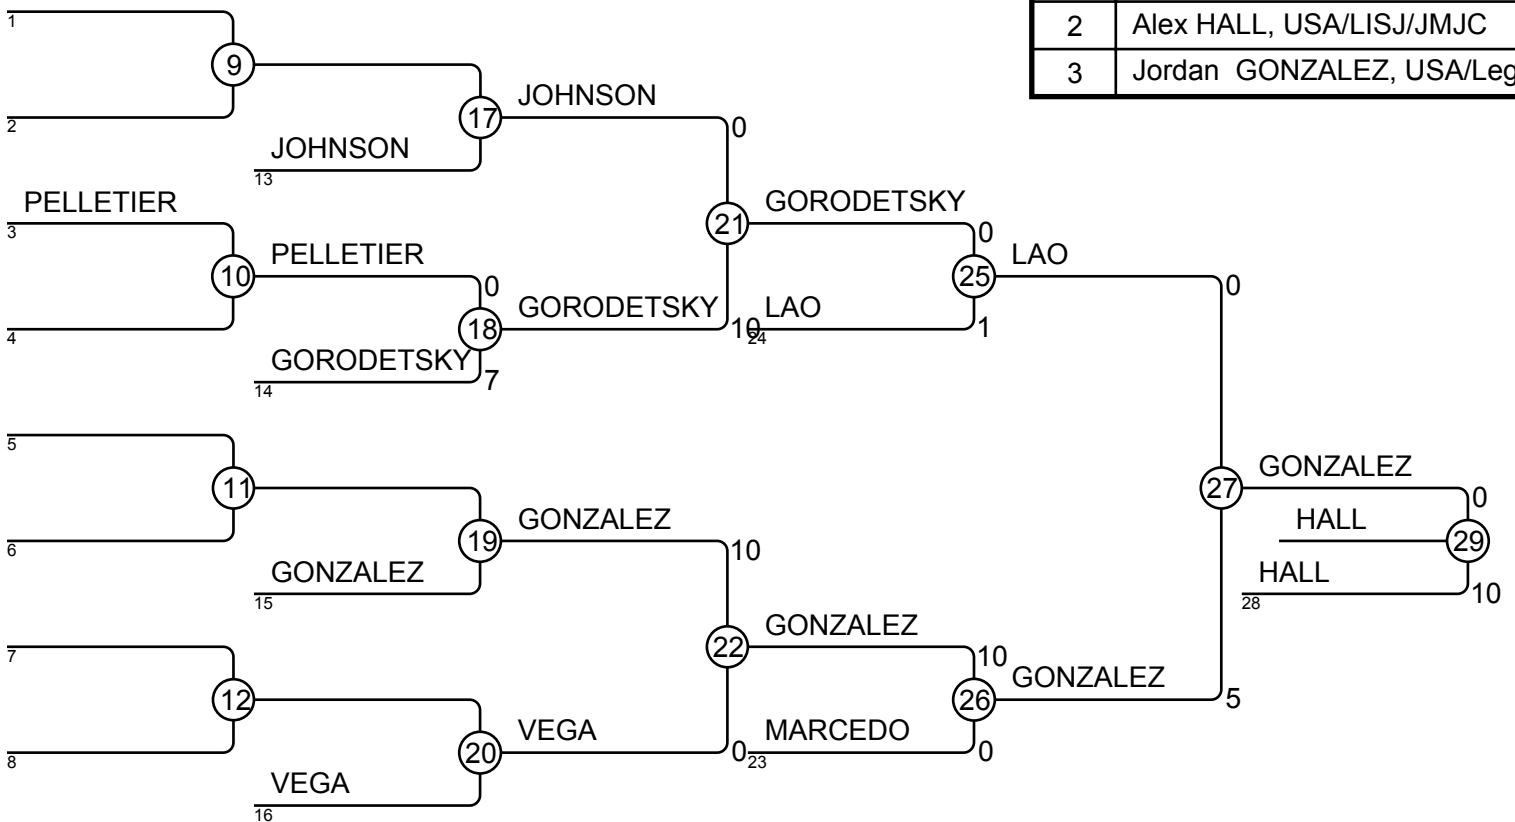 1
2 Alex HALL, USA/LISJ/JMJC
9
3 Jordan GONZALEZ, USA/Leg
JOHNSON
17
2
0
JOHNSON
13
PELLETIER
3
GORODETSKY
21
0
PELLETIER
LAO
10
0
25
0
GORODETSKY
LAO
18
10
24
1
4
GORODETSKY
7
14
5
GONZALEZ
11
27
0
GONZALEZ
HALL
19
29
6
10
GONZALEZ
HALL
15
28
10
GONZALEZ
22
7
10
GONZALEZ
12
26
5
VEGA
MARCEDO
20
0
23
0
8
VEGA
16